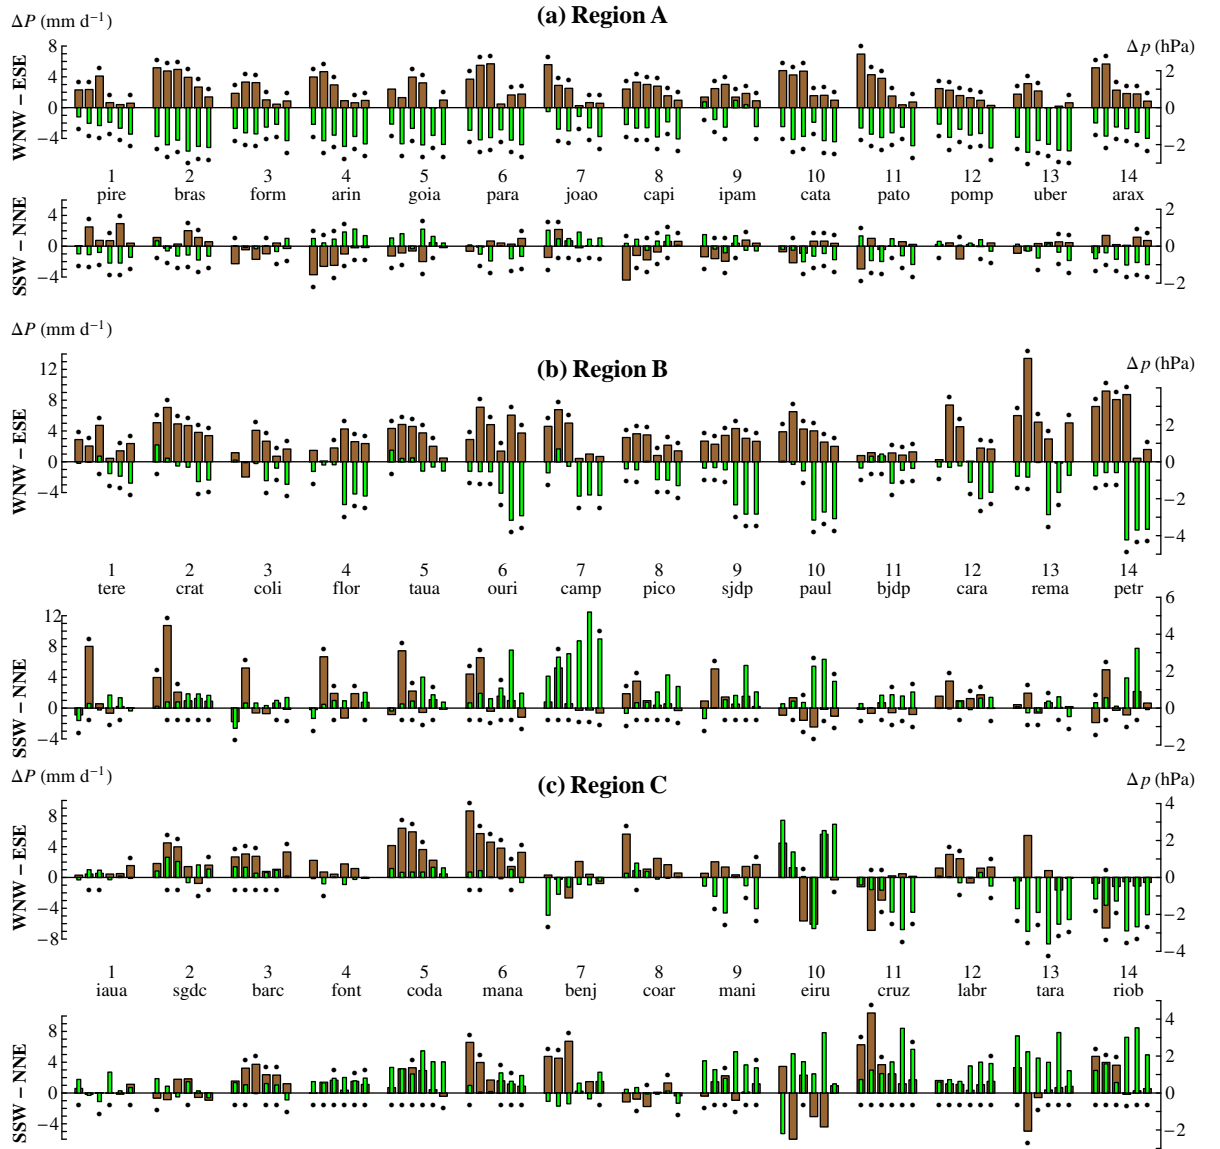 (a) Region A
ΔP (mm d⁻¹)
Δp (hPa)
WNW – ESE
8
4
0
−4
2
0
−2
1 2 3 4 5 6 7 8 9 10 11 12 13 14
pire bras form arin goia para joao capi ipam cata pato pomp uber arax
SSW – NNE
4
0
−4
2
0
−2
ΔP (mm d⁻¹)
(b) Region B
Δp (hPa)
WNW – ESE
12
8
4
0
−4
2
0
−2
−4
1 2 3 4 5 6 7 8 9 10 11 12 13 14
tere crat coli flor taua ouri camp pico sjdp paul bjdp cara rema petr
SSW – NNE
12
8
4
0
−4
6
4
2
0
−2
ΔP (mm d⁻¹)
(c) Region C
Δp (hPa)
WNW – ESE
8
4
0
−4
−8
4
2
0
−2
−4
1 2 3 4 5 6 7 8 9 10 11 12 13 14
iaua sgdc barc font coda mana benj coar mani eiru cruz labr tara riob
SSW – NNE
8
4
0
−4
4
2
0
−2